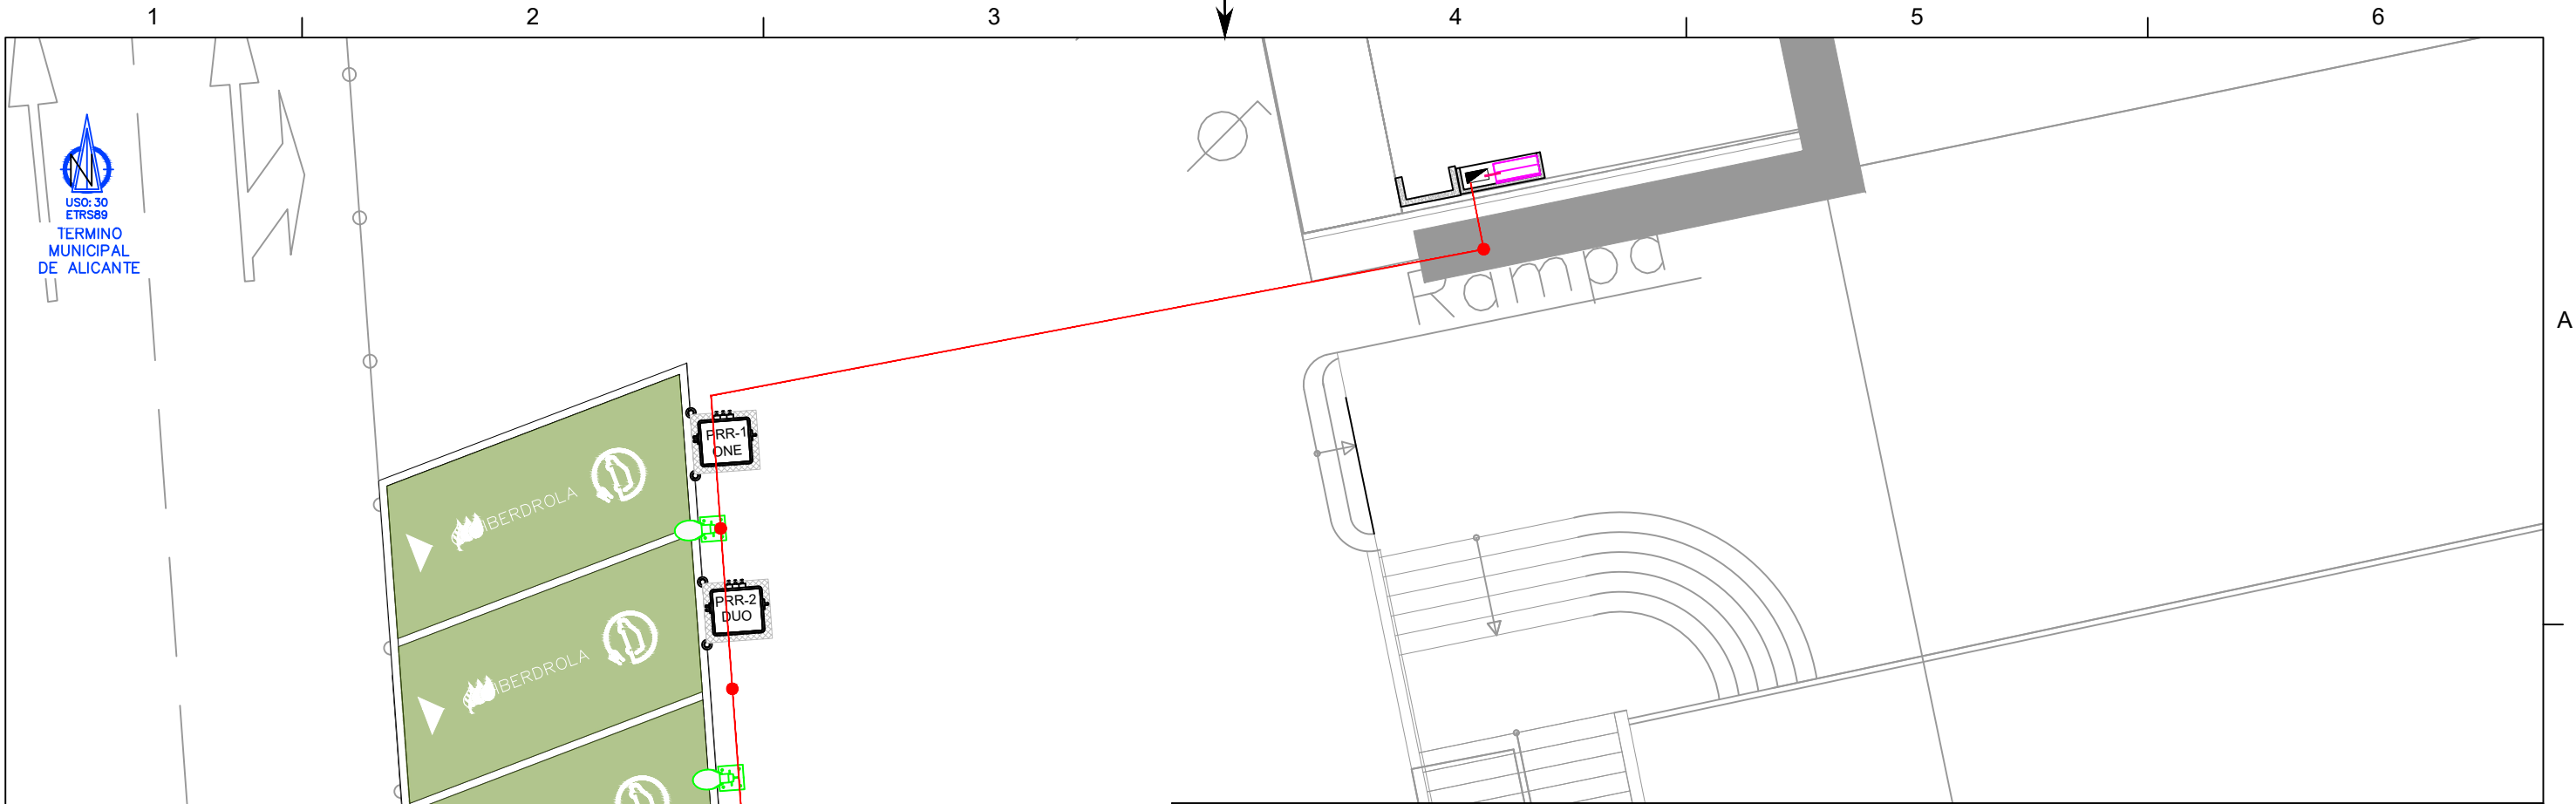 1 2 3 4 5 6
N
USO: 30
ETRS89
TERMINO
MUNICIPAL
DE ALICANTE
Rampa
A
PRR-1
ONE
IBERDROLA
PRR-2
DUO
IBERDROLA